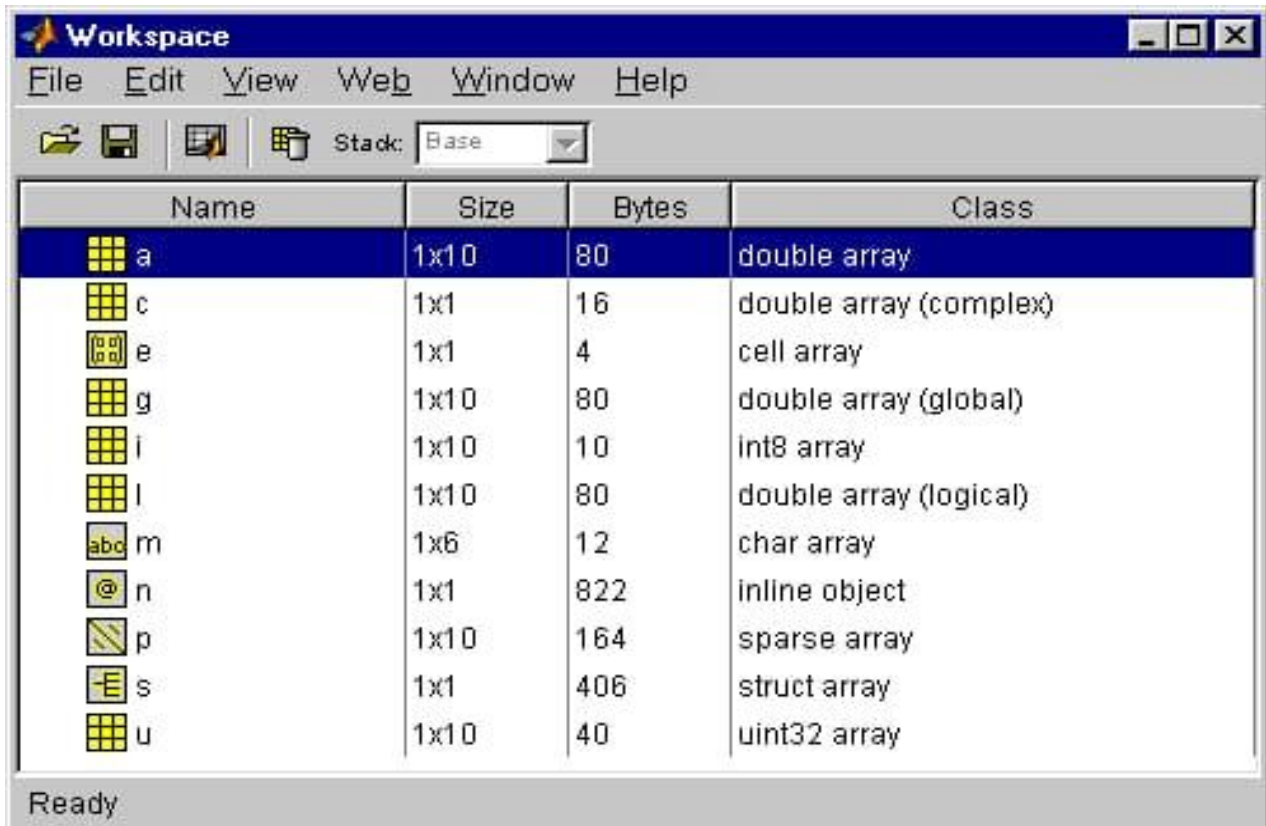 Workspace
File Edit View Web Window Help
Stack: Base
Name Size Bytes Class
a 1x10 80 double array
c 1x1 16 double array (complex)
e 1x1 4 cell array
g 1x10 80 double array (global)
i 1x10 10 int8 array
l 1x10 80 double array (logical)
abc m 1x6 12 char array
@ n 1x1 822 inline object
p 1x10 164 sparse array
s 1x1 406 struct array
u 1x10 40 uint32 array
Ready